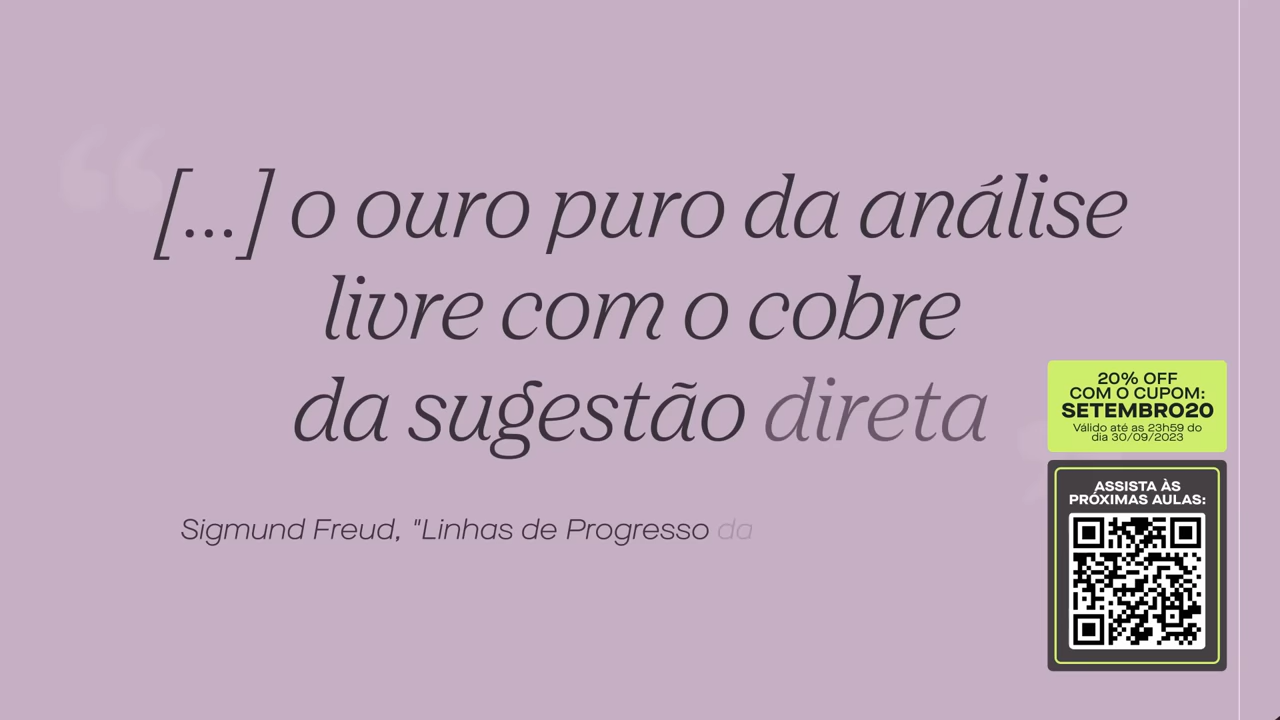 [...] o ouro puro da análise
livre com o cobre
da sugestão direta
Sigmund Freud, "Linhas de Progresso da
20% OFF
COM O CUPOM:
SETEMBRO20
Válido até as 23h59 do
dia 30/09/2023
ASSISTA ÀS
PRÓXIMAS AULAS: